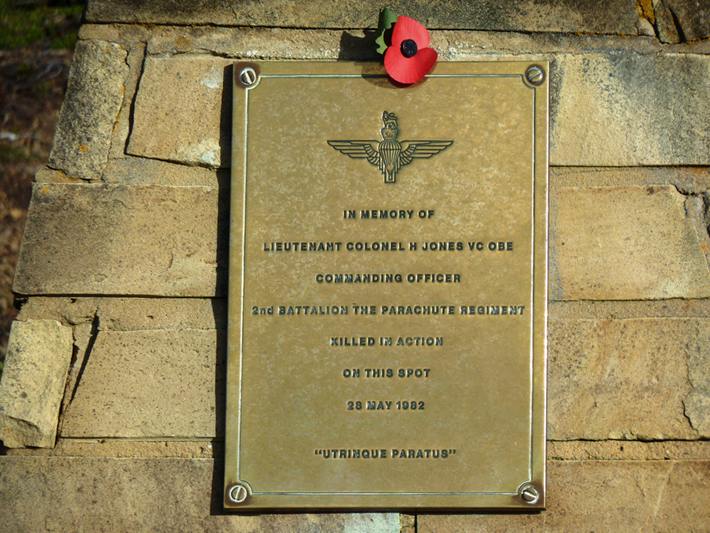 IN MEMORY OF
LIEUTENANT COLONEL H JONES VC OBE
COMMANDING OFFICER
2nd BATTALION THE PARACHUTE REGIMENT
KILLED IN ACTION
ON THIS SPOT
28 MAY 1982
"UTRINQUE PARATUS"